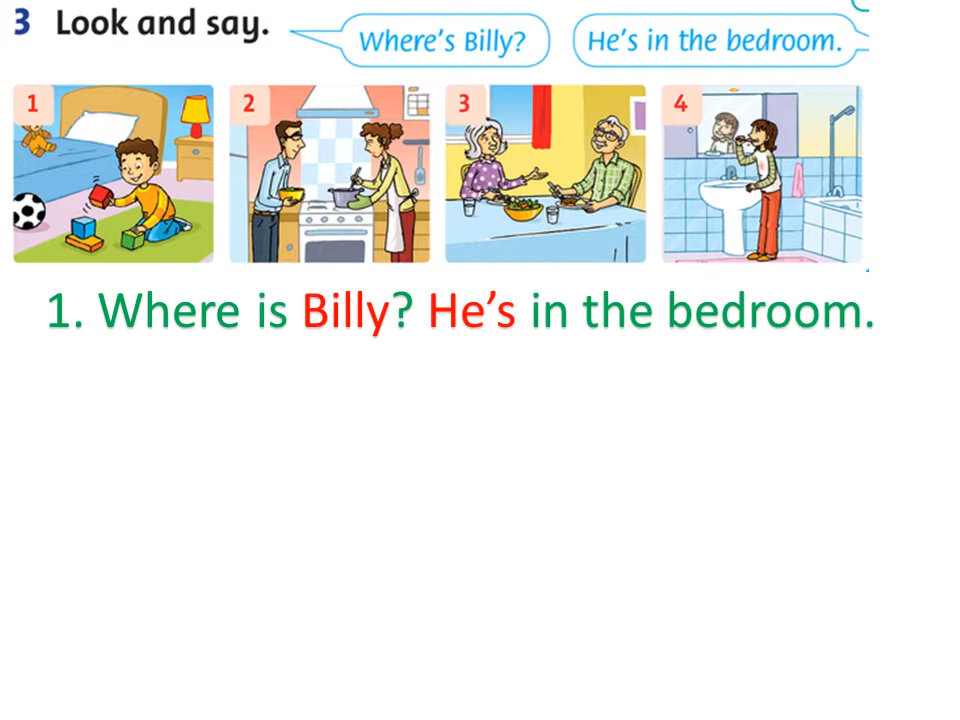 3 Look and say.
Where's Billy?
He's in the bedroom.
1
2
3
4
1. Where is Billy? He's in the bedroom.